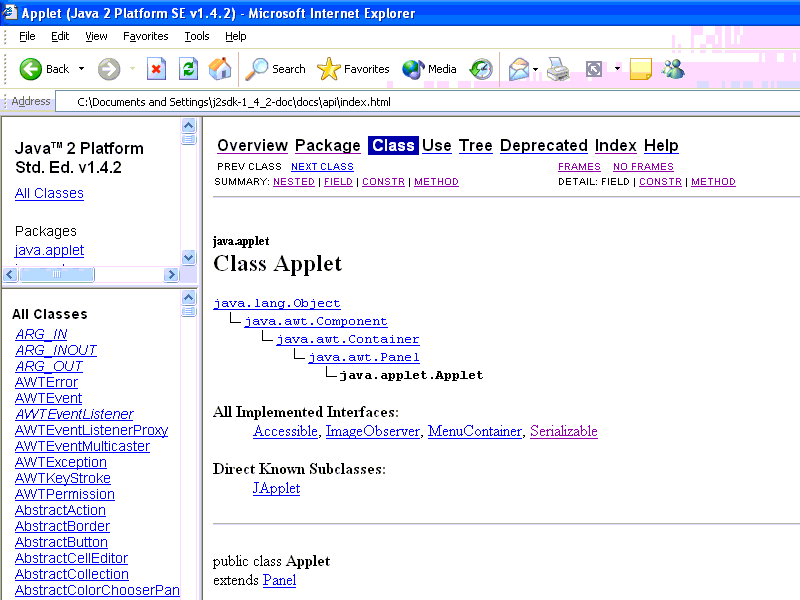 Applet (Java 2 Platform SE v1.4.2) - Microsoft Internet Explorer
File Edit View Favorites Tools Help
Back Search Favorites Media
Address C:\Documents and Settings\j2sdk-1_4_2-doc\docs\api\index.html
Java™ 2 Platform
Std. Ed. v1.4.2
All Classes
Packages
java.applet
All Classes
ARG_IN
ARG_INOUT
ARG_OUT
AWTError
AWTEvent
AWTEventListener
AWTEventListenerProxy
AWTEventMulticaster
AWTException
AWTKeyStroke
AWTPermission
AbstractAction
AbstractBorder
AbstractButton
AbstractCellEditor
AbstractCollection
AbstractColorChooserPan
Overview Package Class Use Tree Deprecated Index Help
PREV CLASS NEXT CLASS FRAMES NO FRAMES
SUMMARY: NESTED | FIELD | CONSTR | METHOD DETAIL: FIELD | CONSTR | METHOD
java.applet
Class Applet
java.lang.Object
java.awt.Component
java.awt.Container
java.awt.Panel
java.applet.Applet
All Implemented Interfaces:
Accessible, ImageObserver, MenuContainer, Serializable
Direct Known Subclasses:
JApplet
public class Applet
extends Panel